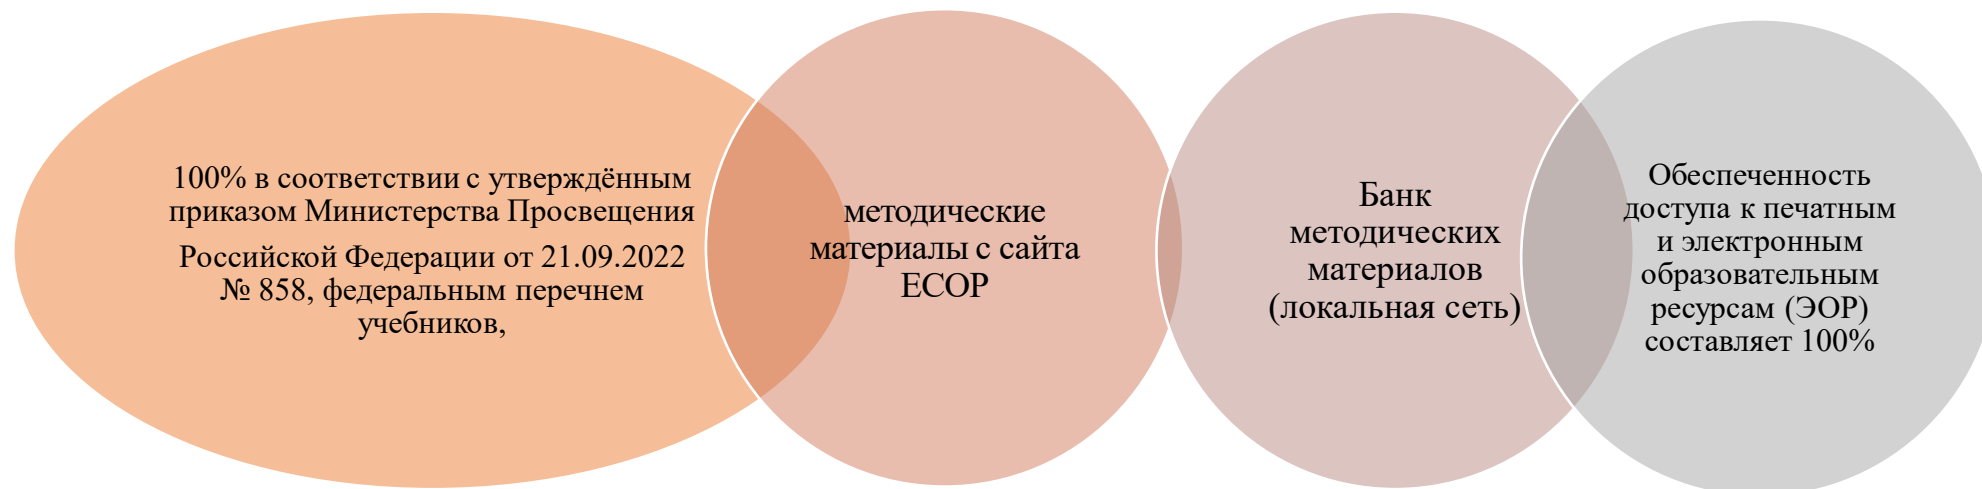 100% в соответствии с утверждённым
приказом Министерства Просвещения
Российской Федерации от 21.09.2022
№ 858, федеральным перечнем
учебников,
методические
материалы с сайта
ЕСОР
Банк
методических
материалов
(локальная сеть)
Обеспеченность
доступа к печатным
и электронным
образовательным
ресурсам (ЭОР)
составляет 100%